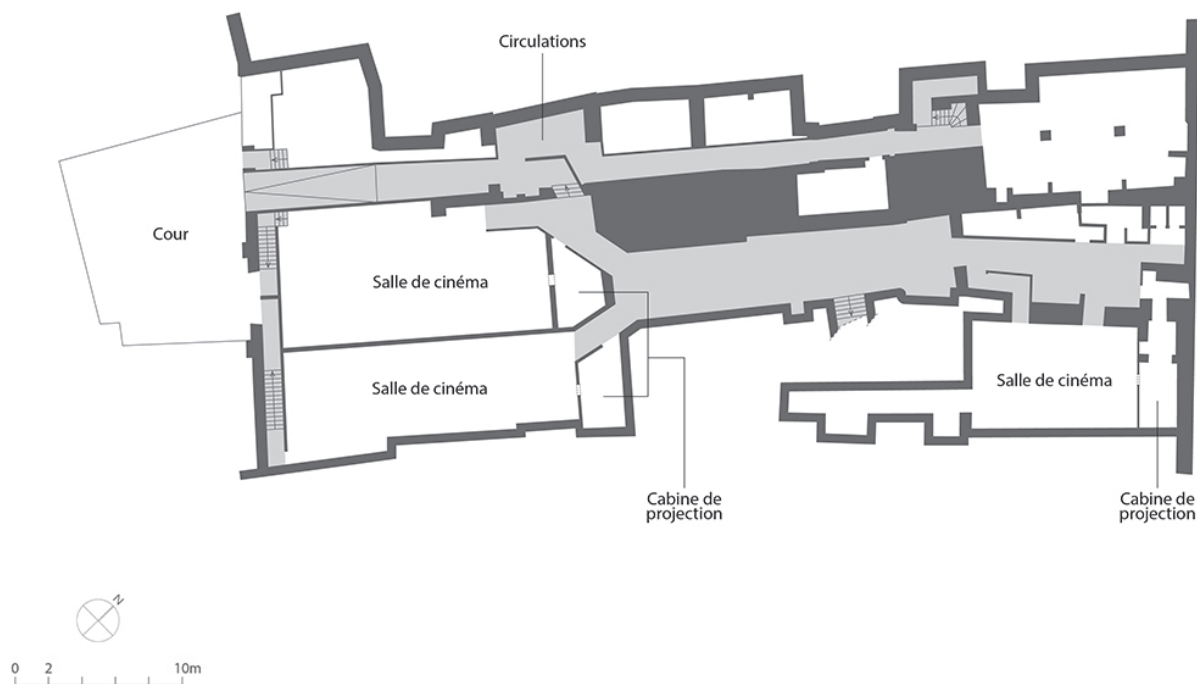 Circulations
Cour
Salle de cinéma
Salle de cinéma
Salle de cinéma
Cabine de
projection
Cabine de
projection
N
0 2 10m